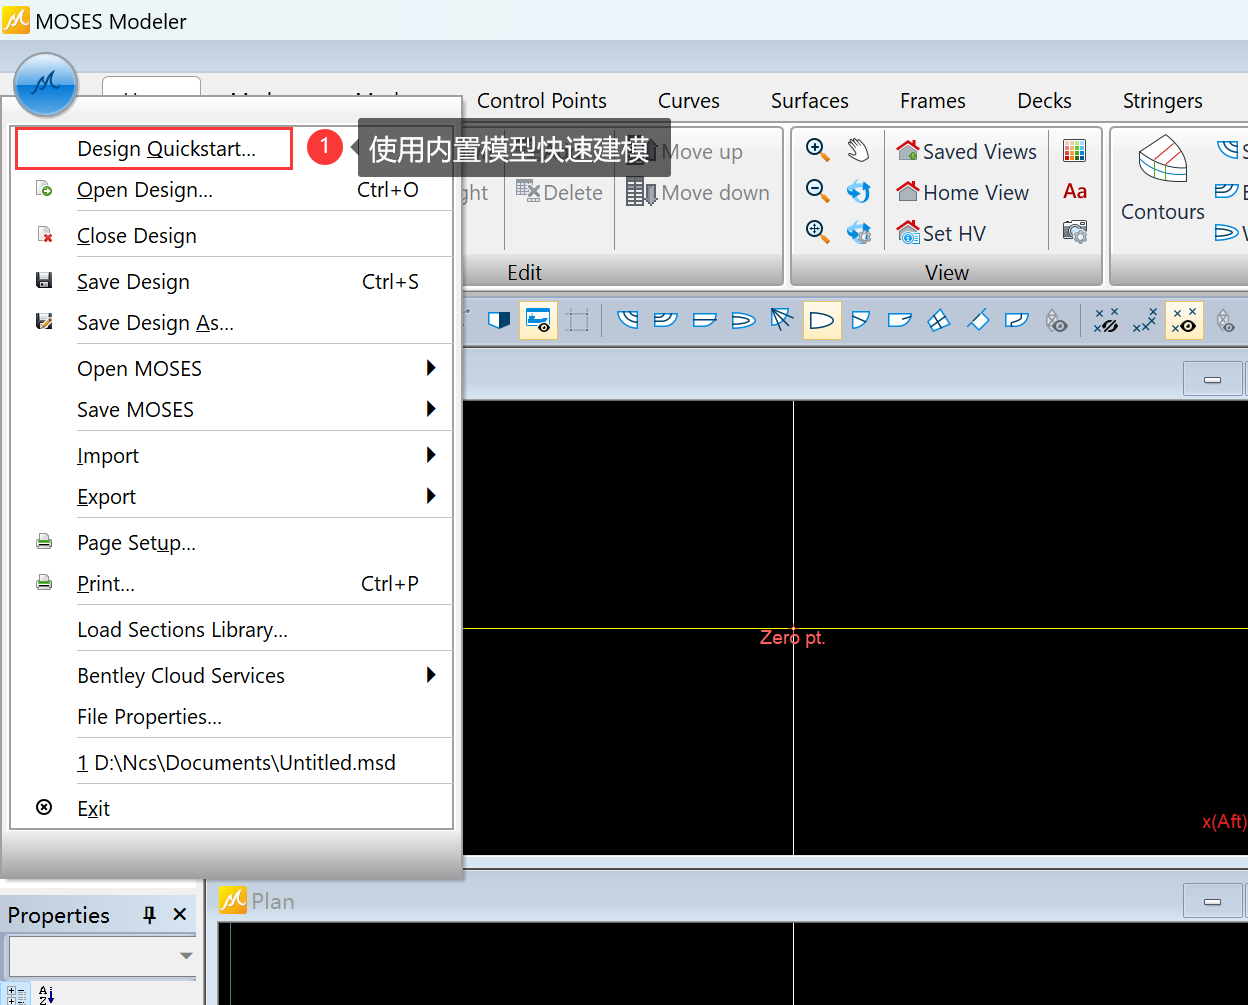 MOSES Modeler
Control Points
Curves
Surfaces
Frames
Decks
Stringers
Design Quickstart...
1
使用内置模型快速建模
Open Design... Ctrl+O
Close Design
Save Design Ctrl+S
Save Design As...
Open MOSES
Save MOSES
Import
Export
Page Setup...
Print... Ctrl+P
Load Sections Library...
Bentley Cloud Services
File Properties...
1 D:\Ncs\Documents\Untitled.msd
Exit
Move up
ght
Delete
Move down
Edit
Saved Views
Home View
Set HV
Aa
View
Contours
Zero pt.
x(Aft)
Properties
Plan